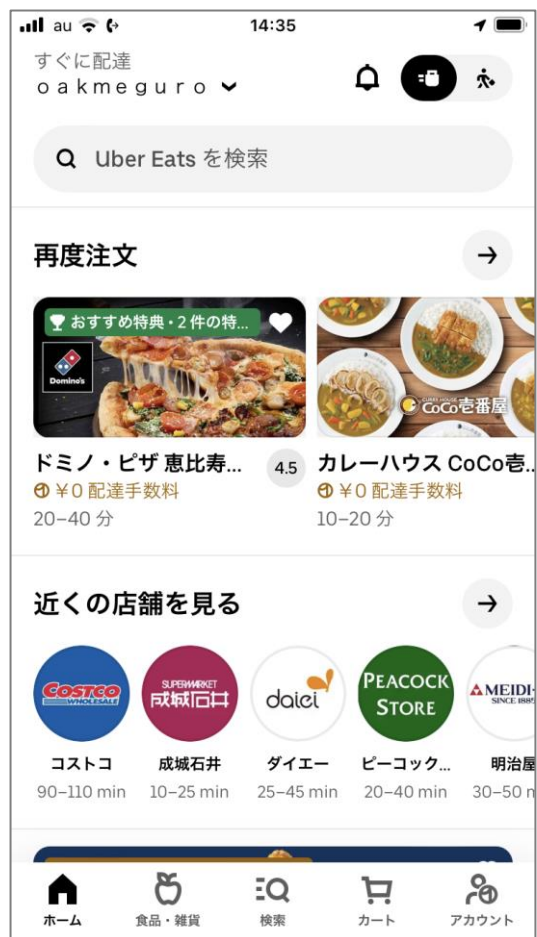 au
14:35
すぐに配達
oakmeguro
Uber Eats を検索
再度注文
おすすめ特典・2 件の特...
Domino's
CURRY HOUSE
CoCo壱番屋
ドミノ・ピザ 恵比寿... 4.5
カレーハウス CoCo壱...
¥0 配達手数料
¥0 配達手数料
20–40 分
10–20 分
近くの店舗を見る
COSTCO
WHOLESALE
SUPERMARKET
成城石井
daiei
PEACOCK
STORE
MEIDI-
SINCE 1885
コストコ
成城石井
ダイエー
ピーコック...
明治屋
90–110 min
10–25 min
25–45 min
20–40 min
30–50 m
ホーム
食品・雑貨
検索
カート
アカウント